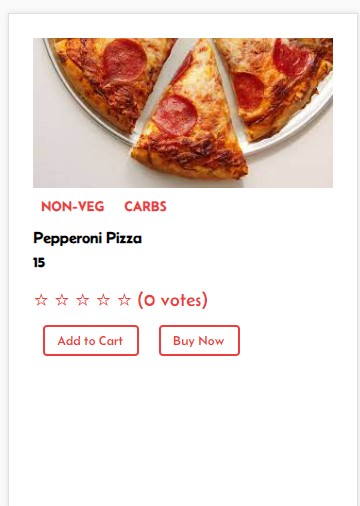 NON-VEG CARBS
Pepperoni Pizza
15
☆ ☆ ☆ ☆ ☆ (0 votes)
Add to Cart Buy Now